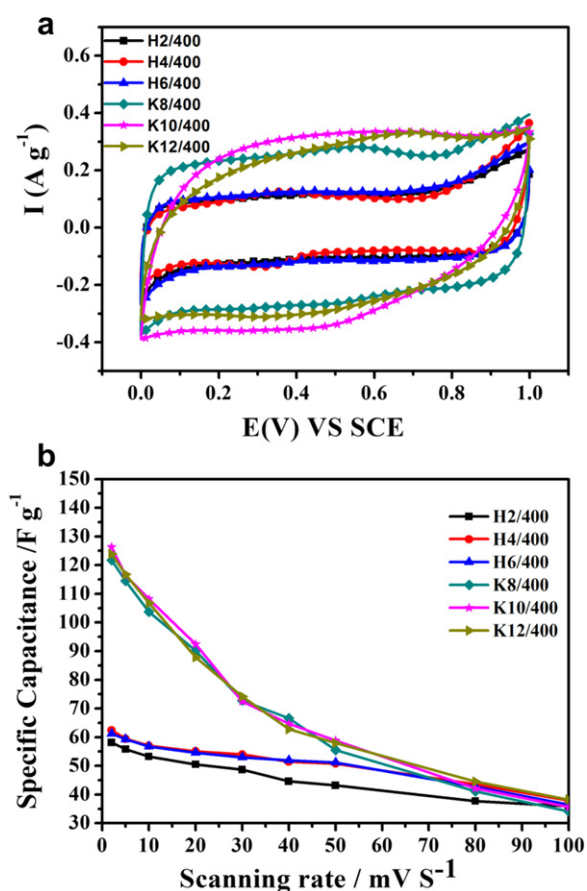 a
0.6
0.4
0.2
0.0
-0.2
-0.4
I (A g-1)
H2/400
H4/400
H6/400
K8/400
K10/400
K12/400
0.0 0.2 0.4 0.6 0.8 1.0
E(V) VS SCE
b
150
140
130
120
110
100
90
80
70
60
50
40
30
Specific Capacitance /F g-1
H2/400
H4/400
H6/400
K8/400
K10/400
K12/400
0 10 20 30 40 50 60 70 80 90 100
Scanning rate / mV S-1